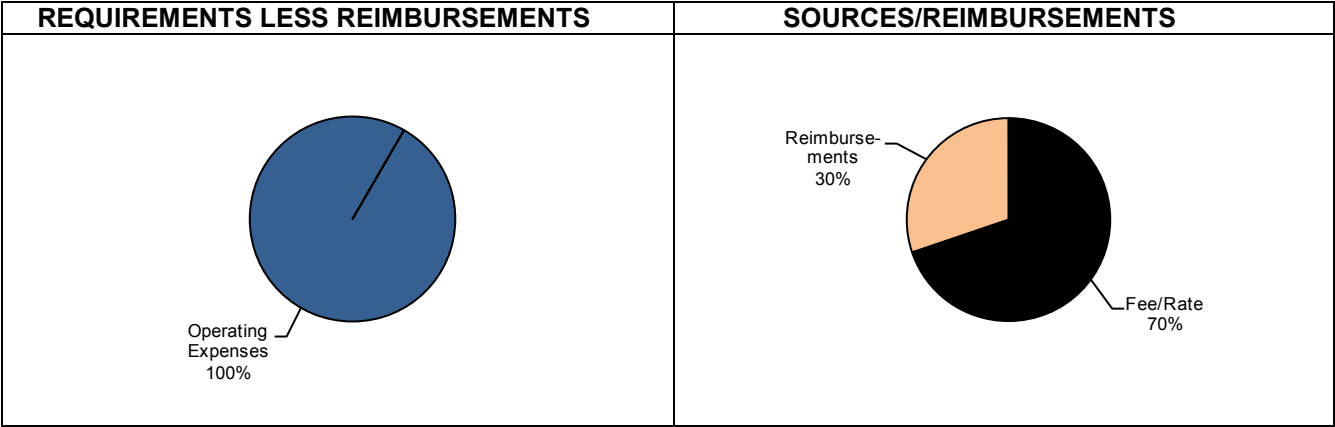 REQUIREMENTS LESS REIMBURSEMENTS
Operating
Expenses
100%
SOURCES/REIMBURSEMENTS
Reimburse-
ments
30%
Fee/Rate
70%